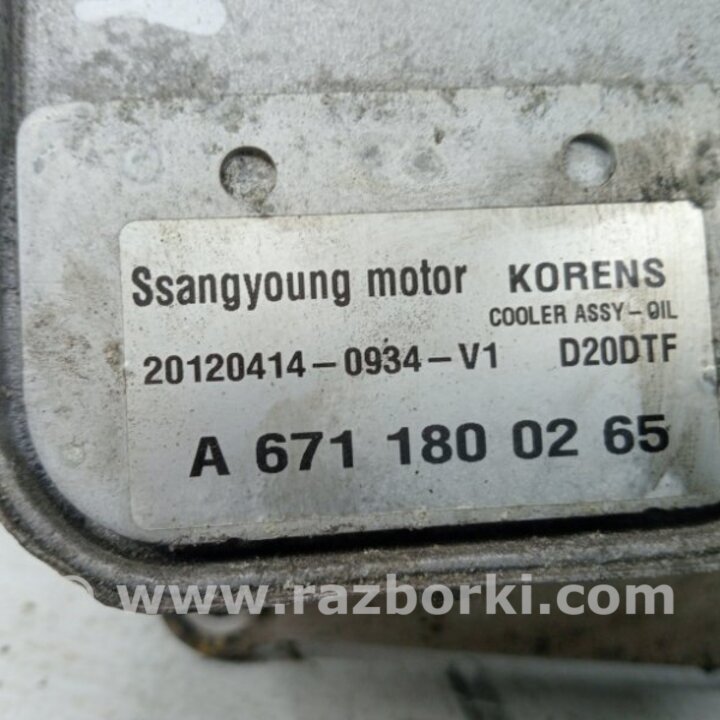 Ssangyoung motor KORENS
COOLER ASSY-OIL
20120414-0934-V1 D20DTF
A 671 180 02 65
www.razborki.com